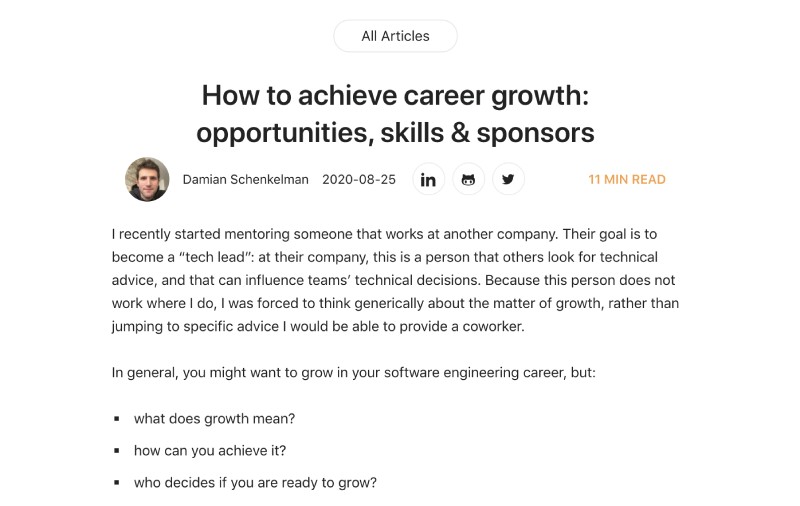 All Articles
How to achieve career growth:
opportunities, skills & sponsors
Damian Schenkelman 2020-08-25 11 MIN READ
I recently started mentoring someone that works at another company. Their goal is to
become a “tech lead”: at their company, this is a person that others look for technical
advice, and that can influence teams’ technical decisions. Because this person does not
work where I do, I was forced to think generically about the matter of growth, rather than
jumping to specific advice I would be able to provide a coworker.
In general, you might want to grow in your software engineering career, but:
▪ what does growth mean?
▪ how can you achieve it?
▪ who decides if you are ready to grow?